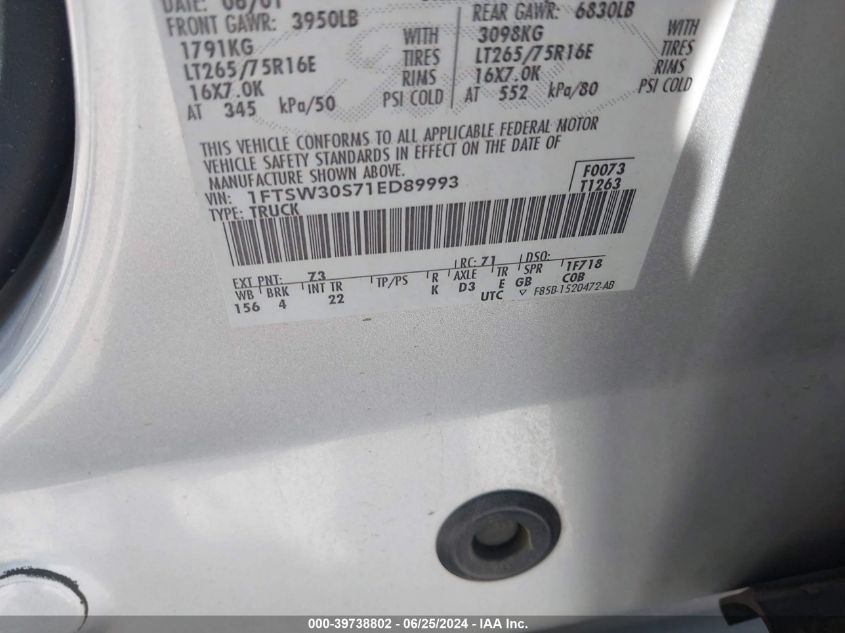 DATE: 08/01
FRONT GAWR: 3950LB REAR GAWR: 6830LB
1791KG WITH 3098KG WITH
LT265/75R16E TIRES LT265/75R16E TIRES
16X7.0K RIMS 16X7.0K RIMS
AT 345 kPa/50 PSI COLD AT 552 kPa/80 PSI COLD
THIS VEHICLE CONFORMS TO ALL APPLICABLE FEDERAL MOTOR
VEHICLE SAFETY STANDARDS IN EFFECT ON THE DATE OF
MANUFACTURE SHOWN ABOVE.
VIN: 1FTSW30S71ED89993 F0073
TYPE: TRUCK T1263
EXT PNT: Z3 RC: 71 DSO:
WB BRK INT TR TP/PS R AXLE TR SPR 1F718
156 4 22 K D3 E GB C0B
UTC ▽ F85B-1520472-AB
000-39738802 - 06/25/2024 - IAA Inc.